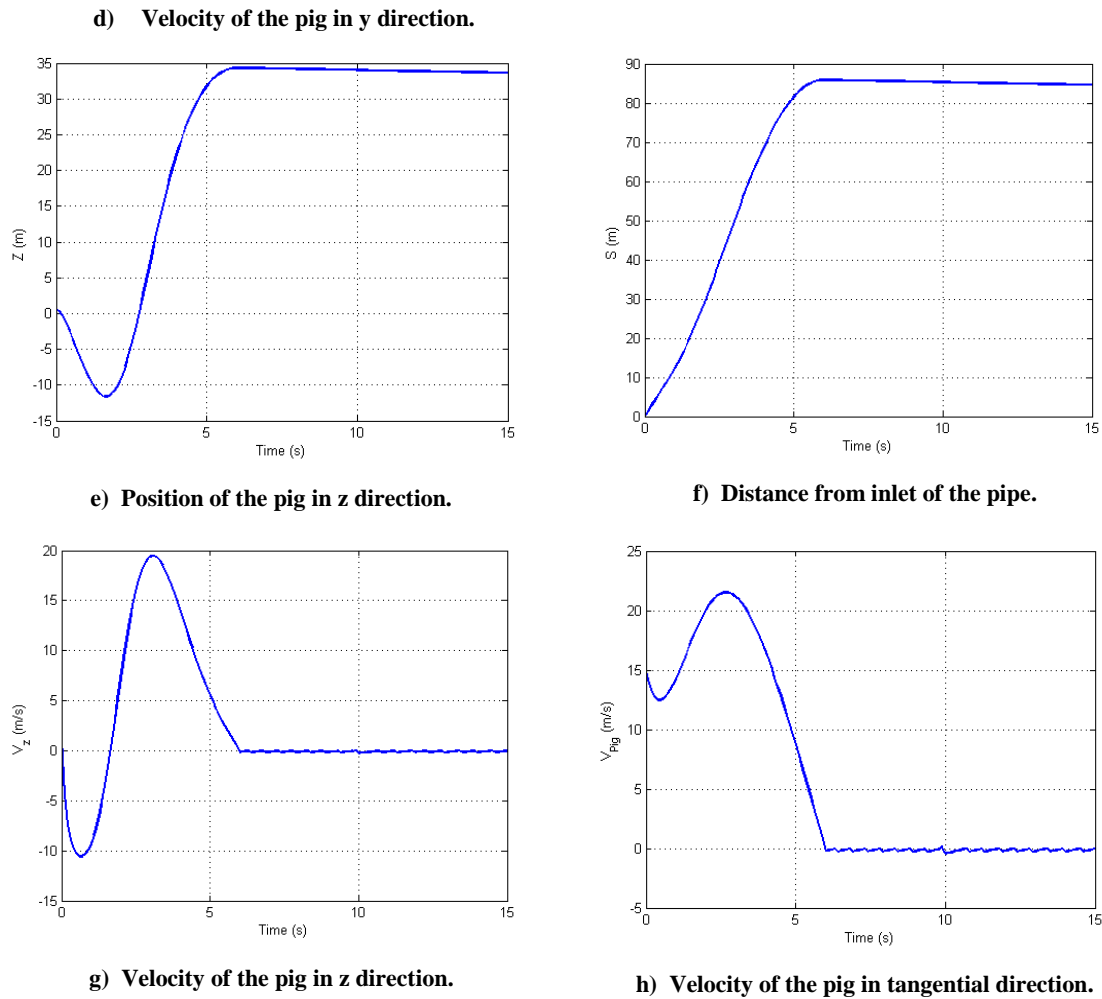 d) Velocity of the pig in y direction.
35
30
25
20
15
10
5
0
-5
-10
-15
Z (m)
0 5 10 15
Time (s)
e) Position of the pig in z direction.
90
80
70
60
50
40
30
20
10
0
S (m)
0 5 10 15
Time (s)
f) Distance from inlet of the pipe.
20
15
10
5
0
-5
-10
-15
V_z (m/s)
0 5 10 15
Time (s)
g) Velocity of the pig in z direction.
25
20
15
10
5
0
-5
V_Pig (m/s)
0 5 10 15
Time (s)
h) Velocity of the pig in tangential direction.